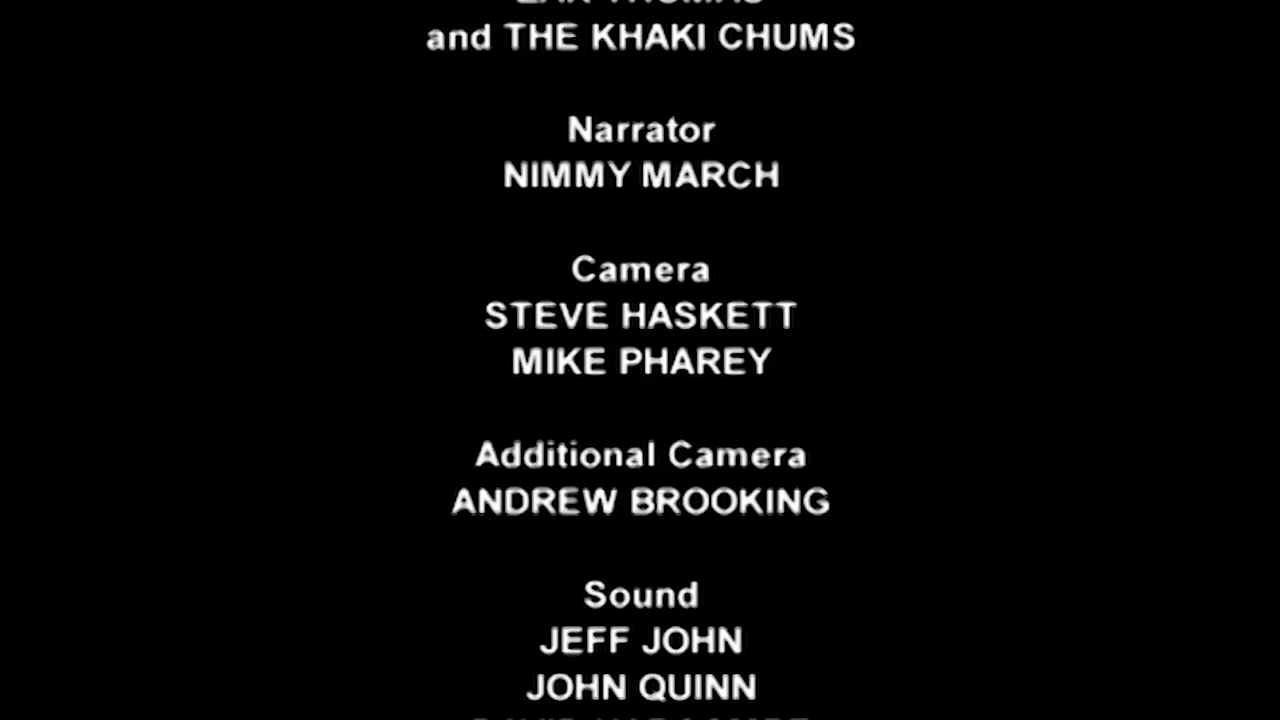 and THE KHAKI CHUMS
Narrator
NIMMY MARCH
Camera
STEVE HASKETT
MIKE PHAREY
Additional Camera
ANDREW BROOKING
Sound
JEFF JOHN
JOHN QUINN